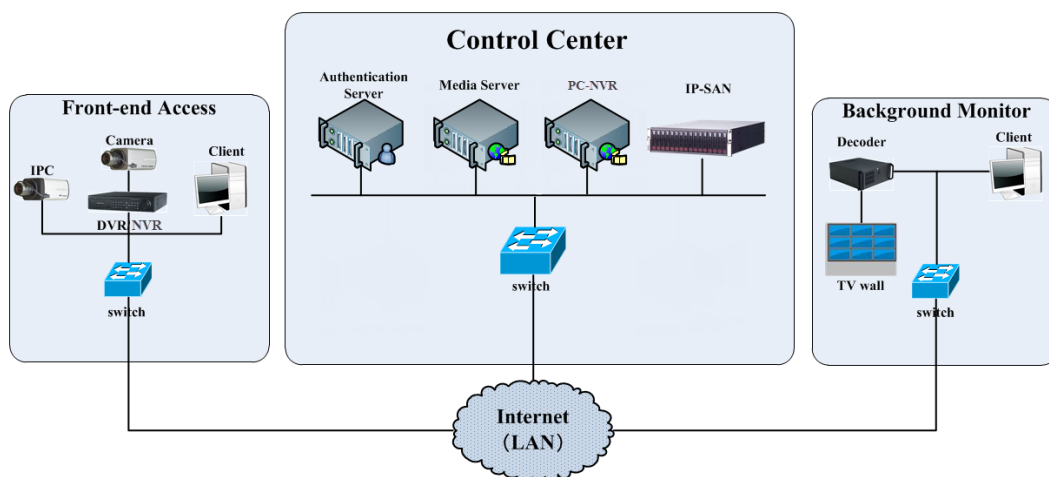 Control Center
Authentication
Server
Media Server
PC-NVR
IP-SAN
Front-end Access
Camera
Client
IPC
DVR/NVR
switch
switch
Background Monitor
Decoder
Client
TV wall
switch
Internet
（LAN）